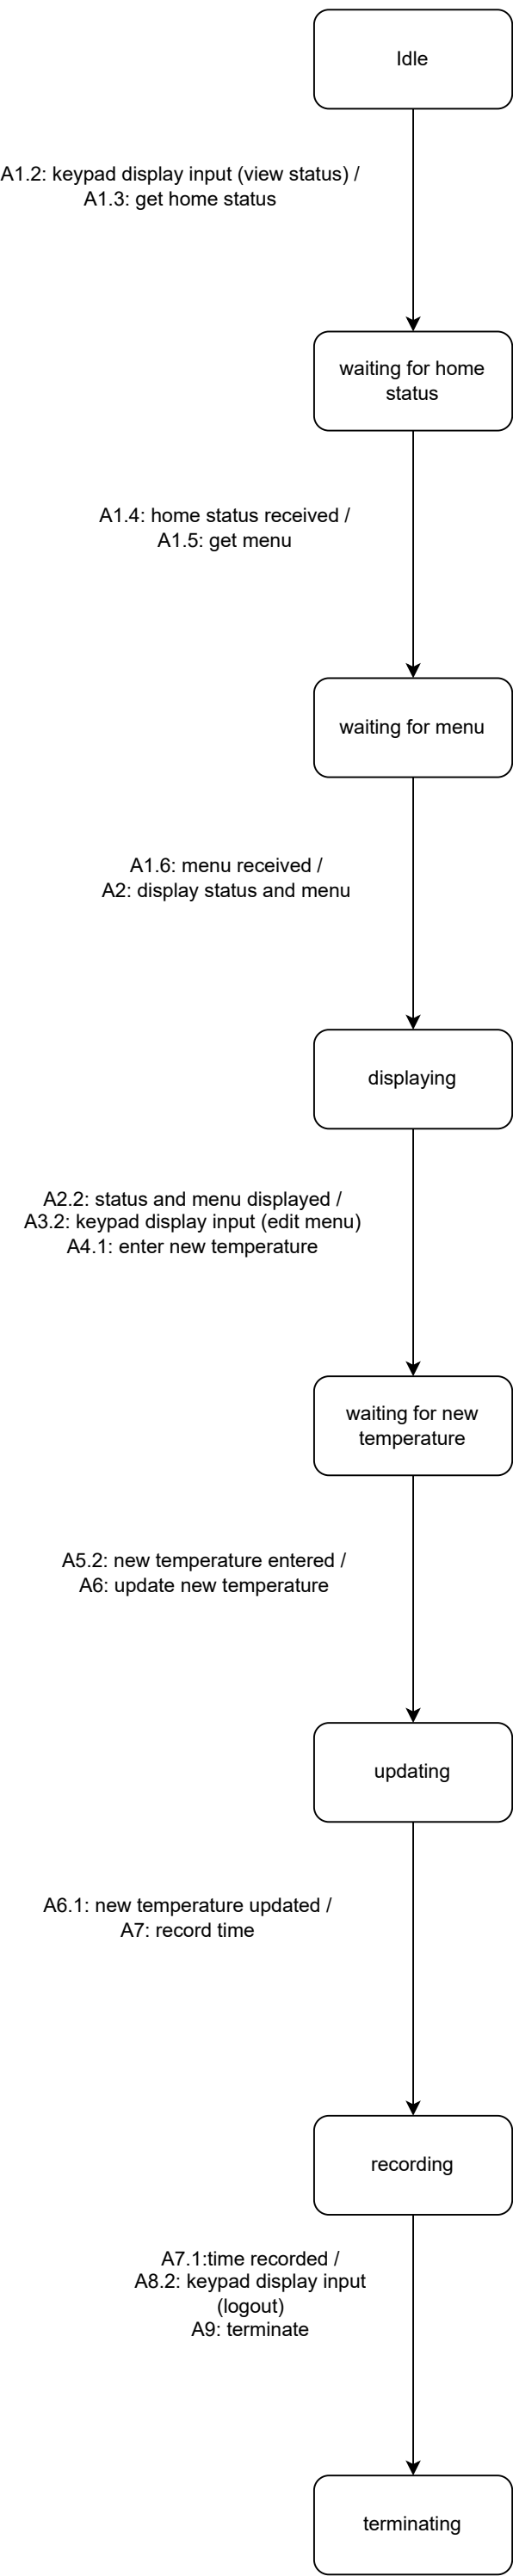 Idle
A1.2: keypad display input (view status) /
A1.3: get home status
waiting for home
status
A1.4: home status received /
A1.5: get menu
waiting for menu
A1.6: menu received /
A2: display status and menu
displaying
A2.2: status and menu displayed /
A3.2: keypad display input (edit menu)
A4.1: enter new temperature
waiting for new
temperature
A5.2: new temperature entered /
A6: update new temperature
updating
A6.1: new temperature updated /
A7: record time
recording
A7.1:time recorded /
A8.2: keypad display input
(logout)
A9: terminate
terminating